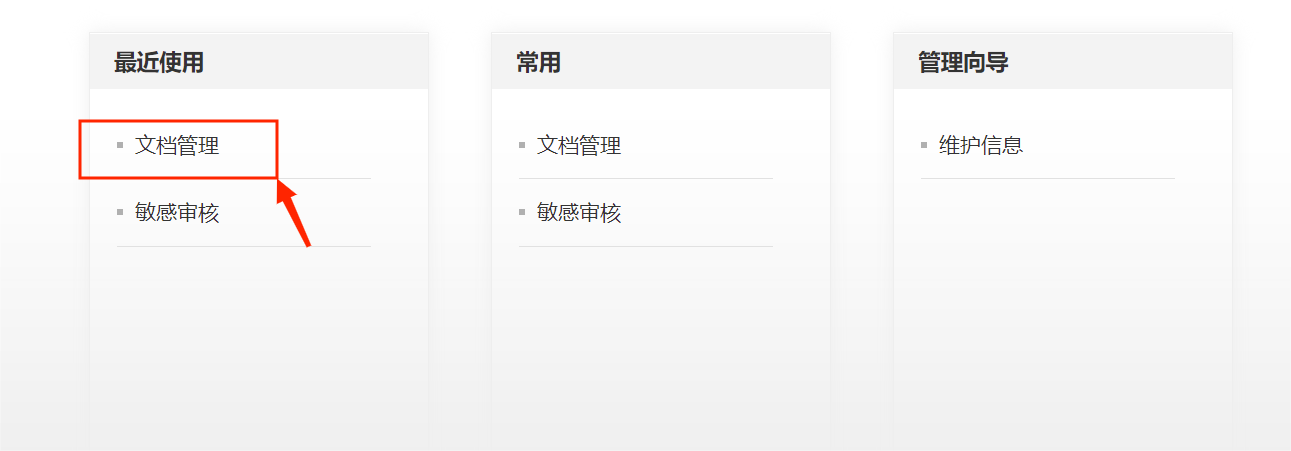 最近使用
文档管理
敏感审核
常用
文档管理
敏感审核
管理向导
维护信息